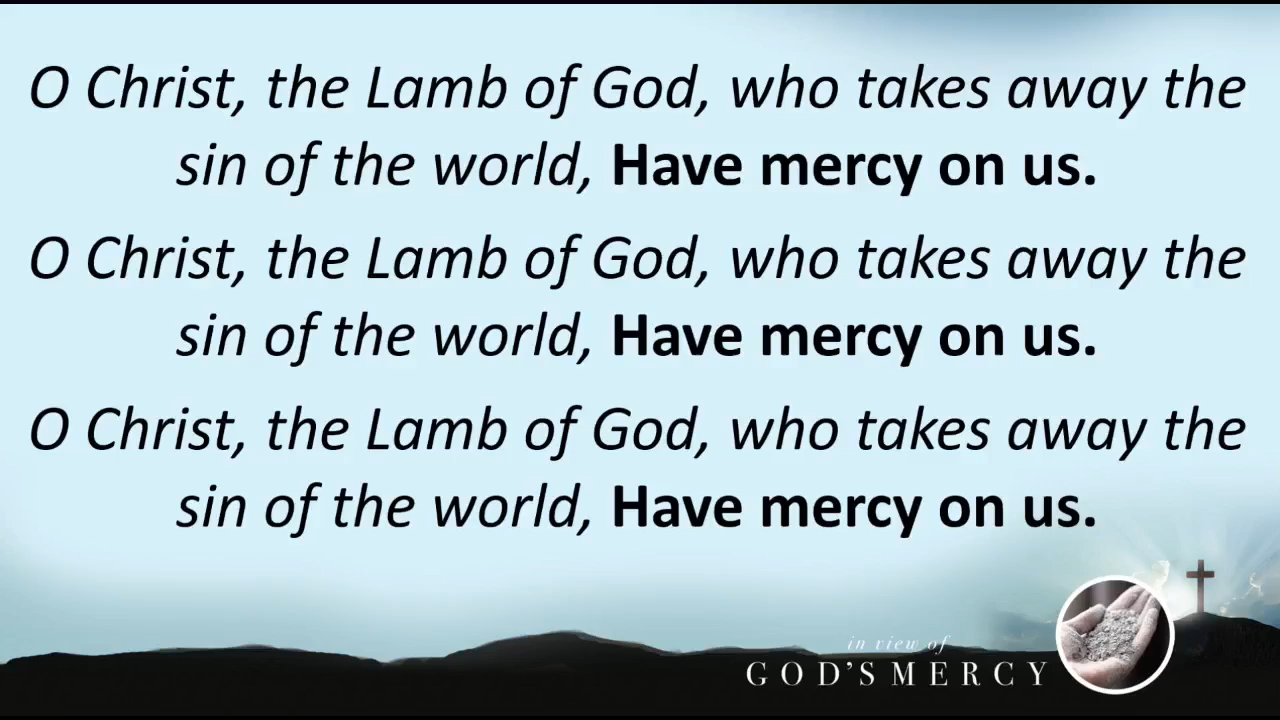 O Christ, the Lamb of God, who takes away the
sin of the world, Have mercy on us.
O Christ, the Lamb of God, who takes away the
sin of the world, Have mercy on us.
O Christ, the Lamb of God, who takes away the
sin of the world, Have mercy on us.
in view of
GOD'S MERCY